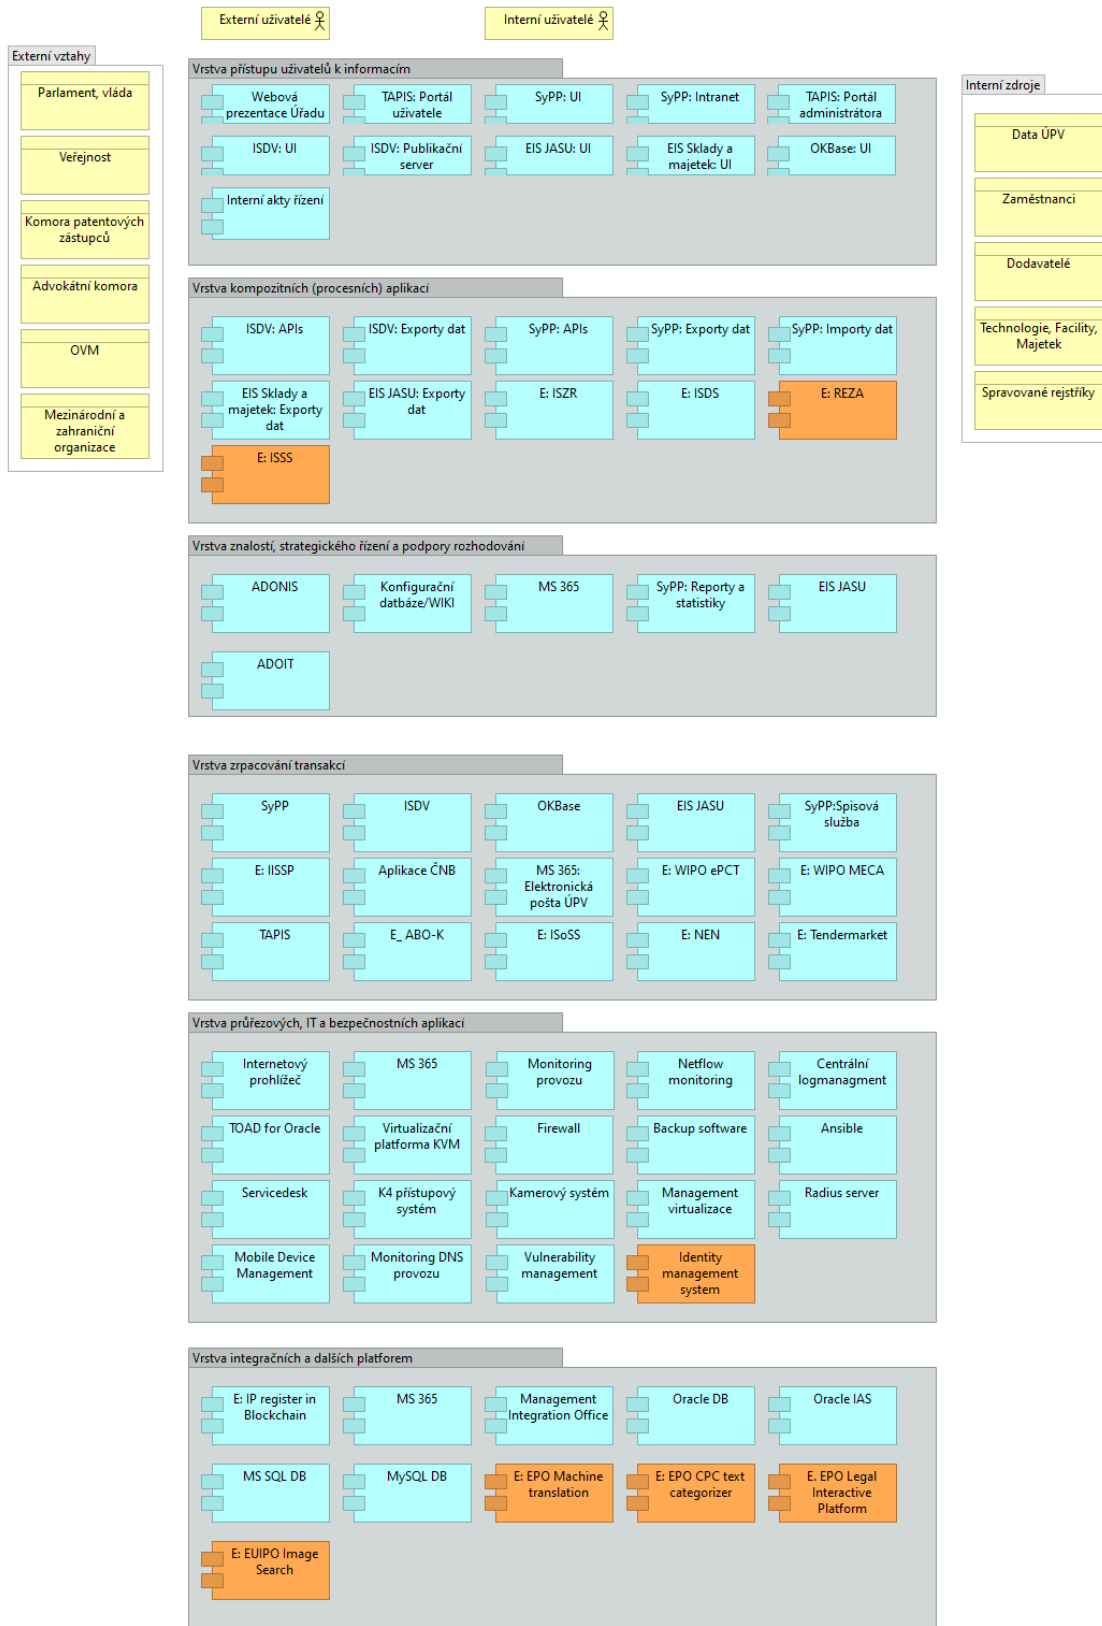 Externí uživatelé
Interní uživatelé
Externí vztahy
Parlament, vláda
Veřejnost
Komora patentových
zástupců
Advokátní komora
OVM
Mezinárodní a
zahraniční
organizace
Vrstva přístupu uživatelů k informacím
Webová
prezentace Úřadu
TAPIS: Portál
uživatele
SyPP: UI
SyPP: Intranet
TAPIS: Portál
administrátora
ISDV: UI
ISDV: Publikační
server
EIS JASU: UI
EIS Sklady a
majetek: UI
OKBase: UI
Interní akty řízení
Interní zdroje
Data ÚPV
Zaměstnanci
Dodavatelé
Technologie, Facility,
Majetek
Spravované rejstříky
Vrstva kompozitních (procesních) aplikací
ISDV: APIs
ISDV: Exporty dat
SyPP: APIs
SyPP: Exporty dat
SyPP: Importy dat
EIS Sklady a
majetek: Exporty
dat
EIS JASU: Exporty
dat
E: ISZR
E: ISDS
E: REZA
E: ISSS
Vrstva znalostí, strategického řízení a podpory rozhodování
ADONIS
Konfigurační
datbáze/WIKI
MS 365
SyPP: Reporty a
statistiky
EIS JASU
ADOIT
Vrstva zrpacování transakcí
SyPP
ISDV
OKBase
EIS JASU
SyPP:Spisová
služba
E: IISSP
Aplikace ČNB
MS 365:
Elektronická
pošta ÚPV
E: WIPO ePCT
E: WIPO MECA
TAPIS
E_ ABO-K
E: ISoSS
E: NEN
E: Tendermarket
Vrstva průřezových, IT a bezpečnostních aplikací
Internetový
prohlížeč
MS 365
Monitoring
provozu
Netflow
monitoring
Centrální
logmanagment
TOAD for Oracle
Virtualizační
platforma KVM
Firewall
Backup software
Ansible
Servicedesk
K4 přístupový
systém
Kamerový systém
Management
virtualizace
Radius server
Mobile Device
Management
Monitoring DNS
provozu
Vulnerability
management
Identity
management
system
Vrstva integračních a dalších platforem
E: IP register in
Blockchain
MS 365
Management
Integration Office
Oracle DB
Oracle IAS
MS SQL DB
MySQL DB
E: EPO Machine
translation
E: EPO CPC text
categorizer
E. EPO Legal
Interactive
Platform
E: EUIPO Image
Search